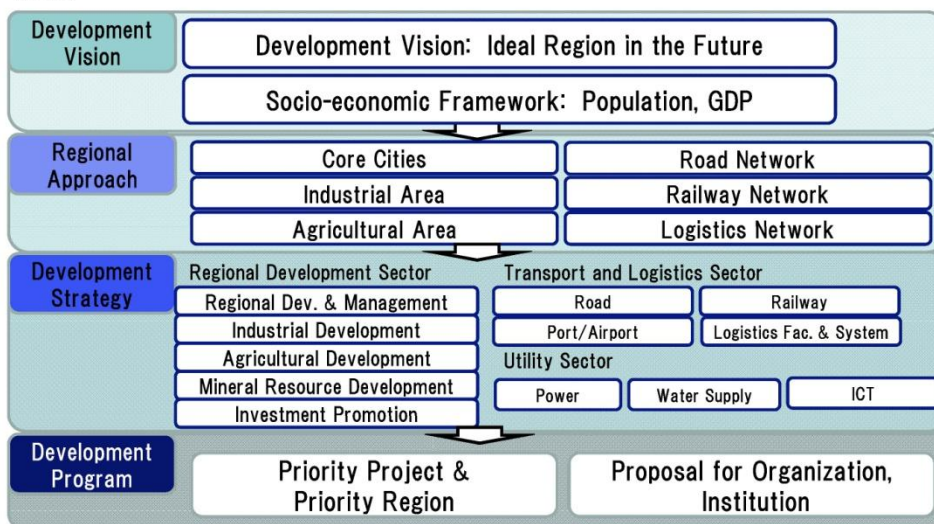 Development
Vision
Development Vision: Ideal Region in the Future
Socio-economic Framework: Population, GDP
Regional
Approach
Core Cities
Road Network
Industrial Area
Railway Network
Agricultural Area
Logistics Network
Development
Strategy
Regional Development Sector
Regional Dev. & Management
Industrial Development
Agricultural Development
Mineral Resource Development
Investment Promotion
Transport and Logistics Sector
Road
Railway
Port/Airport
Logistics Fac. & System
Utility Sector
Power
Water Supply
ICT
Development
Program
Priority Project &
Priority Region
Proposal for Organization,
Institution